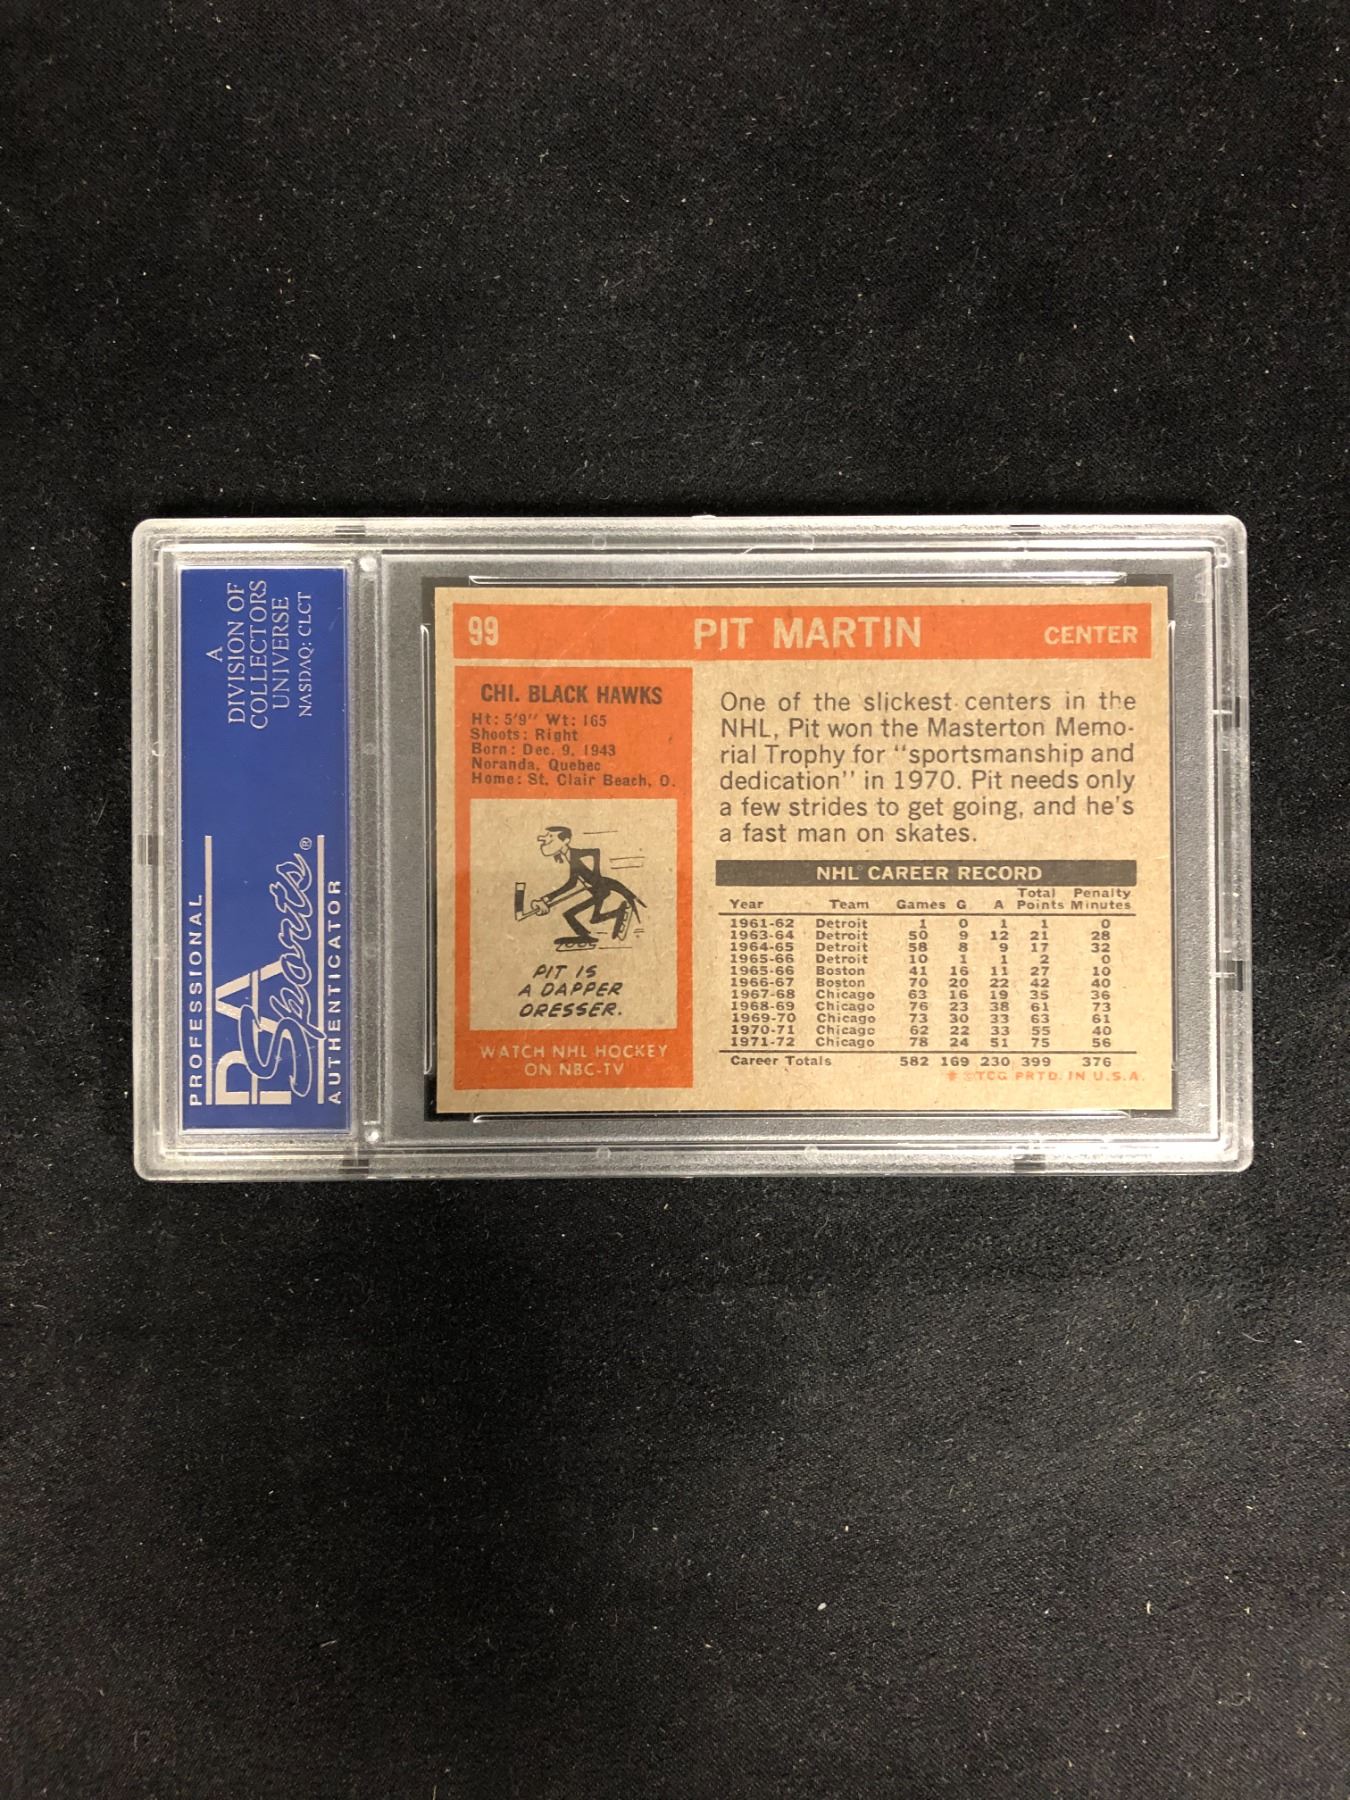 A
DIVISION OF
COLLECTORS
UNIVERSE
NASDAQ: CLCT
PROFESSIONAL
PSA
Sports®
AUTHENTICATOR
99 PIT MARTIN CENTER
CHI. BLACK HAWKS
Ht: 5'9" Wt: 165
Shoots: Right
Born: Dec. 9, 1943
Noranda, Quebec
Home: St. Clair Beach, O.
PIT IS
A DAPPER
DRESSER.
WATCH NHL HOCKEY
ON NBC-TV
One of the slickest centers in the
NHL, Pit won the Masterton Memo-
rial Trophy for "sportsmanship and
dedication" in 1970. Pit needs only
a few strides to get going, and he's
a fast man on skates.
NHL CAREER RECORD
Total Penalty
Year Team Games G A Points Minutes
1961-62 Detroit 1 0 1 1 0
1963-64 Detroit 50 9 12 21 28
1964-65 Detroit 58 8 9 17 32
1965-66 Detroit 10 1 1 2 0
1965-66 Boston 41 16 11 27 10
1966-67 Boston 70 20 22 42 40
1967-68 Chicago 63 16 19 35 36
1968-69 Chicago 76 23 38 61 73
1969-70 Chicago 73 30 33 63 61
1970-71 Chicago 62 22 33 55 40
1971-72 Chicago 78 24 51 75 56
Career Totals 582 169 230 399 376
* ©TCG PRTD. IN U.S.A.